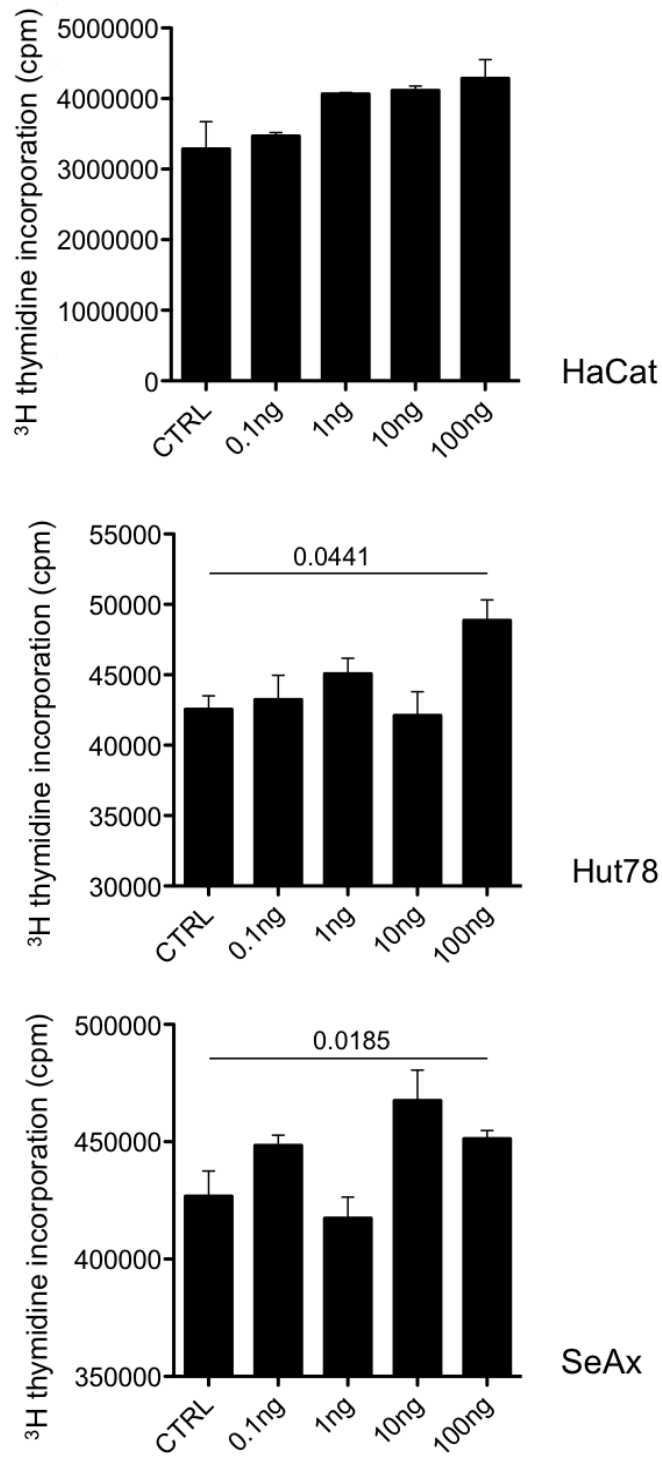 ³H thymidine incorporation (cpm)
5000000
4000000
3000000
2000000
1000000
0
CTRL
0.1ng
1ng
10ng
100ng
HaCat
³H thymidine incorporation (cpm)
55000
50000
45000
40000
35000
30000
0.0441
CTRL
0.1ng
1ng
10ng
100ng
Hut78
³H thymidine incorporation (cpm)
500000
450000
400000
350000
0.0185
CTRL
0.1ng
1ng
10ng
100ng
SeAx